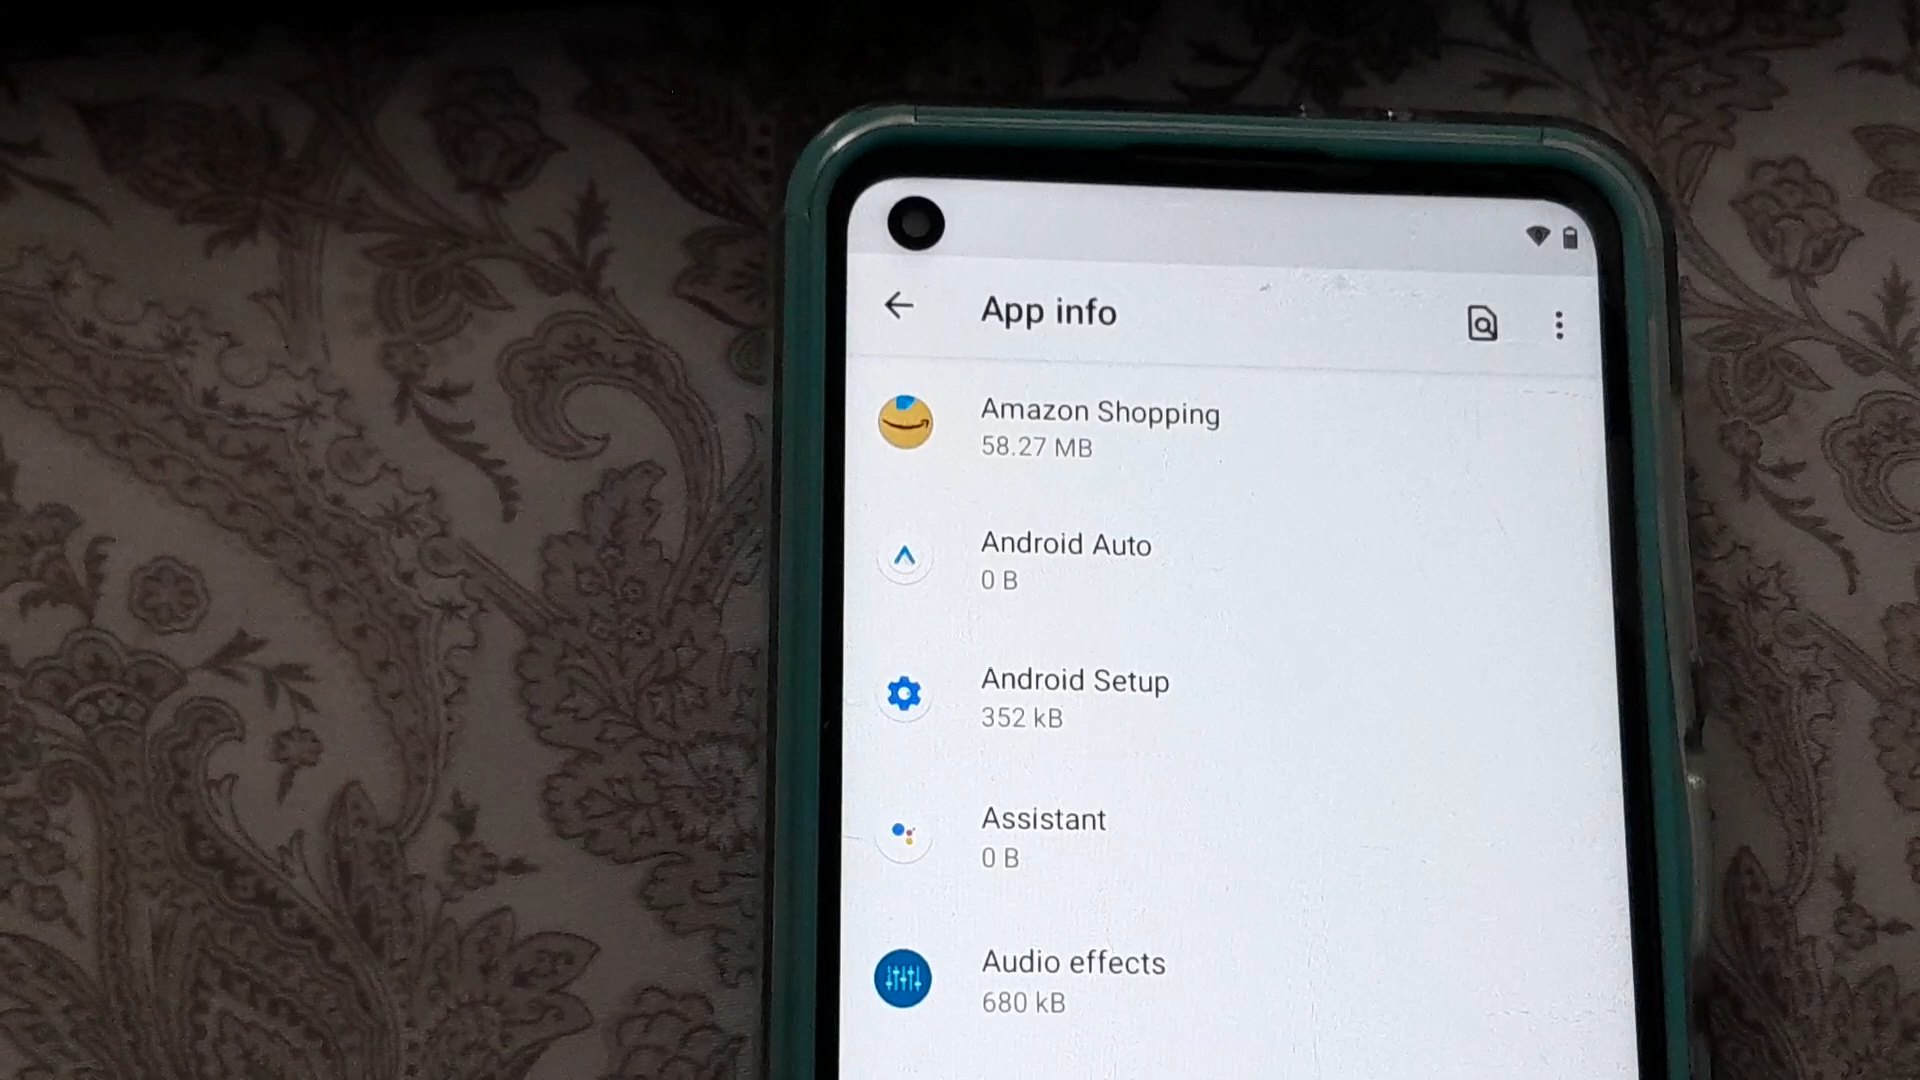 App info
Amazon Shopping
58.27 MB
Android Auto
0 B
Android Setup
352 kB
Assistant
0 B
Audio effects
680 kB